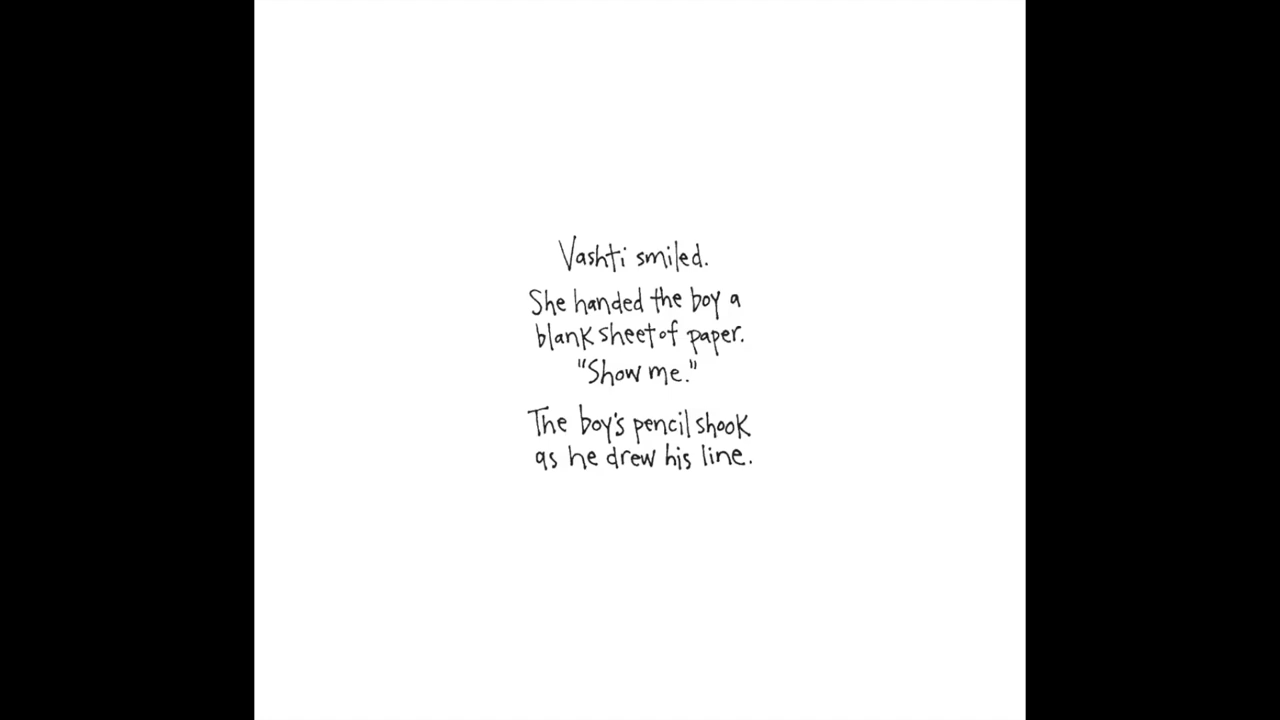 Vashti smiled.
She handed the boy a
blank sheet of paper.
"Show me."
The boy's pencil shook
as he drew his line.